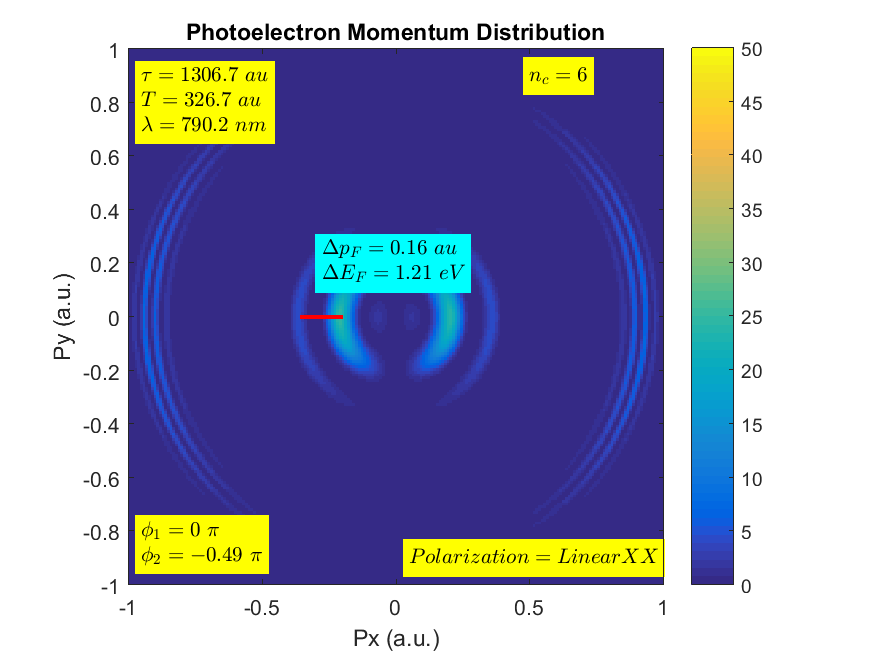 Photoelectron Momentum Distribution
τ = 1306.7 au
T = 326.7 au
λ = 790.2 nm
n_c = 6
Δp_F = 0.16 au
ΔE_F = 1.21 eV
ϕ_1 = 0 π
ϕ_2 = −0.49 π
Polarization = LinearXX
Py (a.u.)
1
0.8
0.6
0.4
0.2
0
-0.2
-0.4
-0.6
-0.8
-1
-1 -0.5 0 0.5 1
Px (a.u.)
50
45
40
35
30
25
20
15
10
5
0